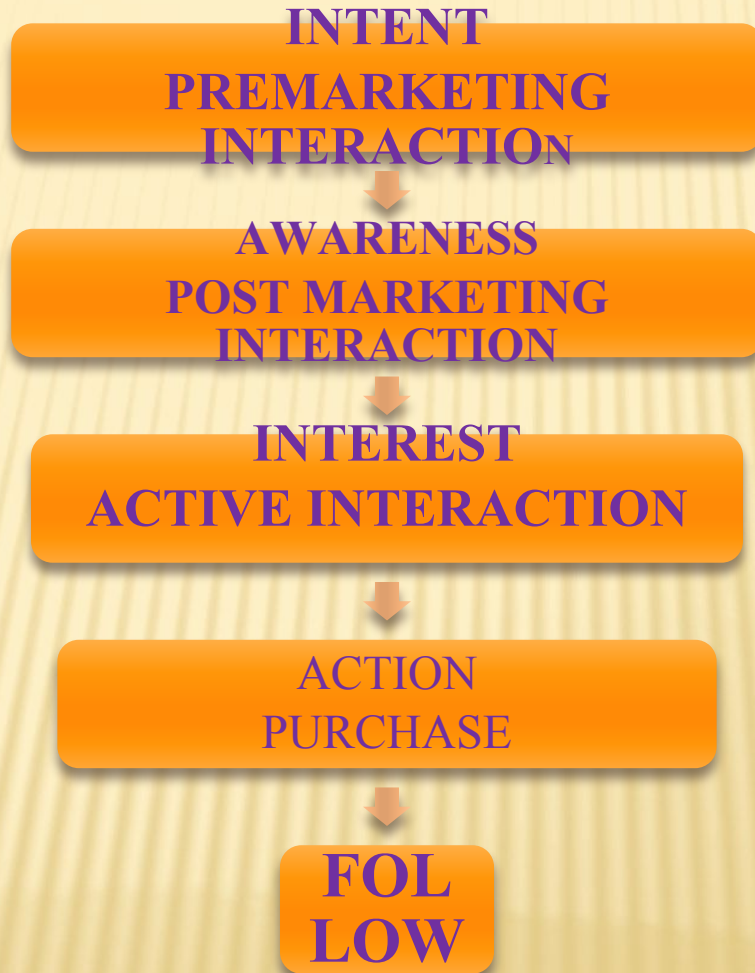 INTENT
PREMARKETING
INTERACTION
AWARENESS
POST MARKETING
INTERACTION
INTEREST
ACTIVE INTERACTION
ACTION
PURCHASE
FOL
LOW